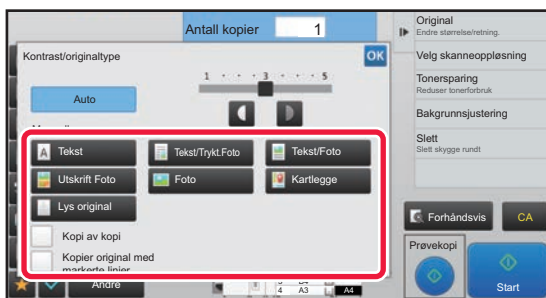 Antall kopier 1
Kontrast/originaltype
OK
1 · · · 3 · · · 5
Auto
Tekst
Tekst/Trykt.Foto
Tekst/Foto
Utskrift Foto
Foto
Kartlegge
Lys original
Kopi av kopi
Kopier original med
markerte linjer
Andre
4 A3
A4
Original
Endre størrelse/retning.
Velg skanneoppløsning
Tonersparing
Reduser tonerforbruk
Bakgrunnsjustering
Slett
Slett skygge rundt
Forhåndsvis
CA
Prøvekopi
Start